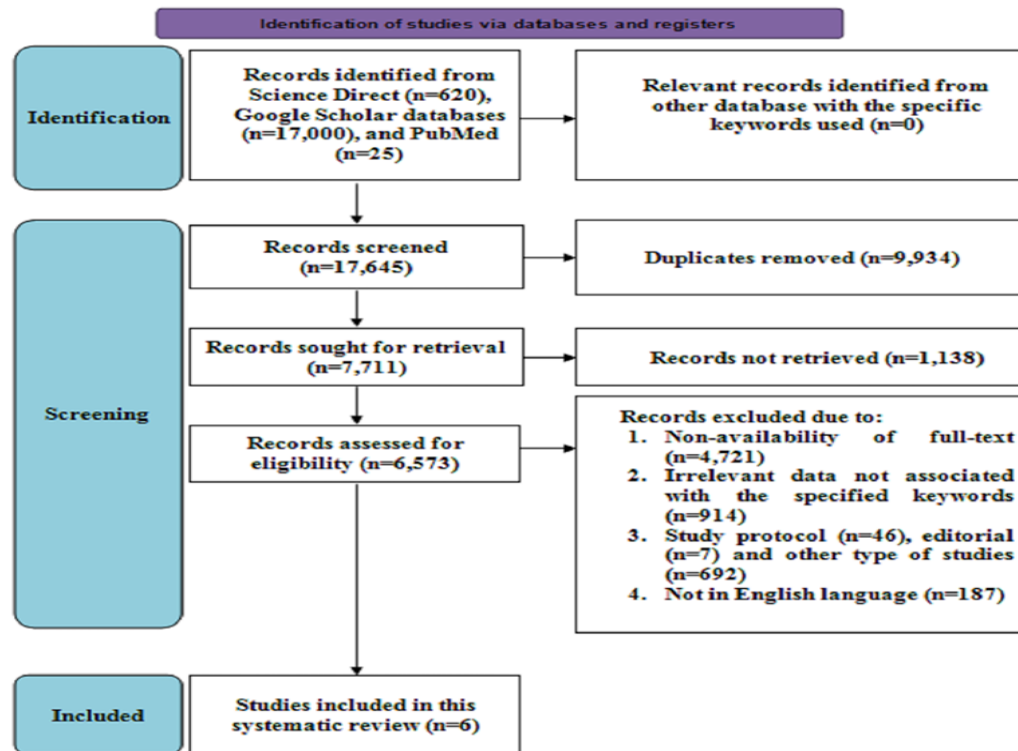 Identification of studies via databases and registers
Identification
Records identified from
Science Direct (n=620),
Google Scholar databases
(n=17,000), and PubMed
(n=25)
Relevant records identified from
other database with the specific
keywords used (n=0)
Screening
Records screened
(n=17,645)
Duplicates removed (n=9,934)
Records sought for retrieval
(n=7,711)
Records not retrieved (n=1,138)
Records assessed for
eligibility (n=6,573)
Records excluded due to:
1. Non-availability of full-text
(n=4,721)
2. Irrelevant data not associated
with the specified keywords
(n=914)
3. Study protocol (n=46), editorial
(n=7) and other type of studies
(n=692)
4. Not in English language (n=187)
Included
Studies included in this
systematic review (n=6)